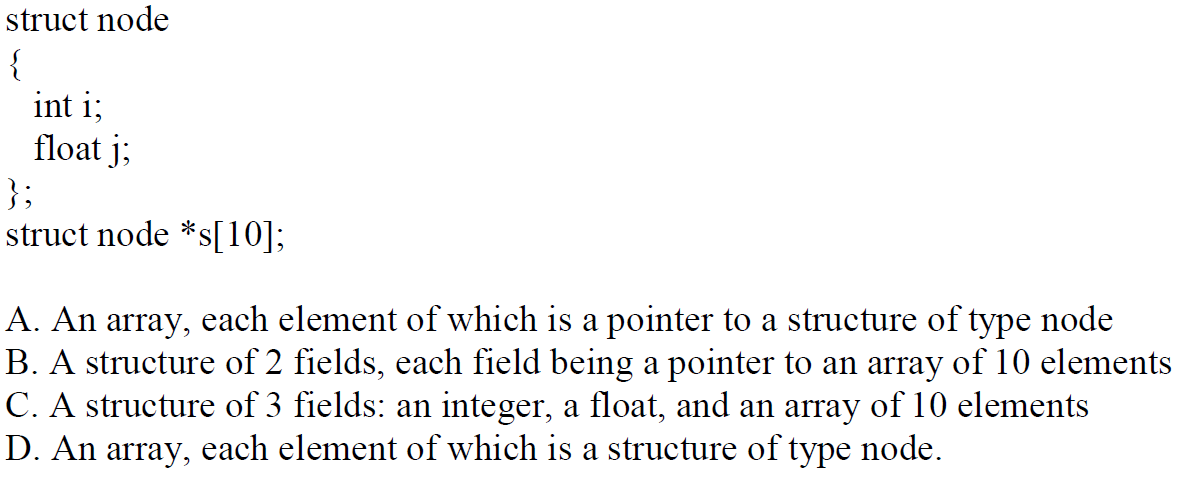 struct node
{
int i;
float j;
};
struct node *s[10];
A. An array, each element of which is a pointer to a structure of type node
B. A structure of 2 fields, each field being a pointer to an array of 10 elements
C. A structure of 3 fields: an integer, a float, and an array of 10 elements
D. An array, each element of which is a structure of type node.